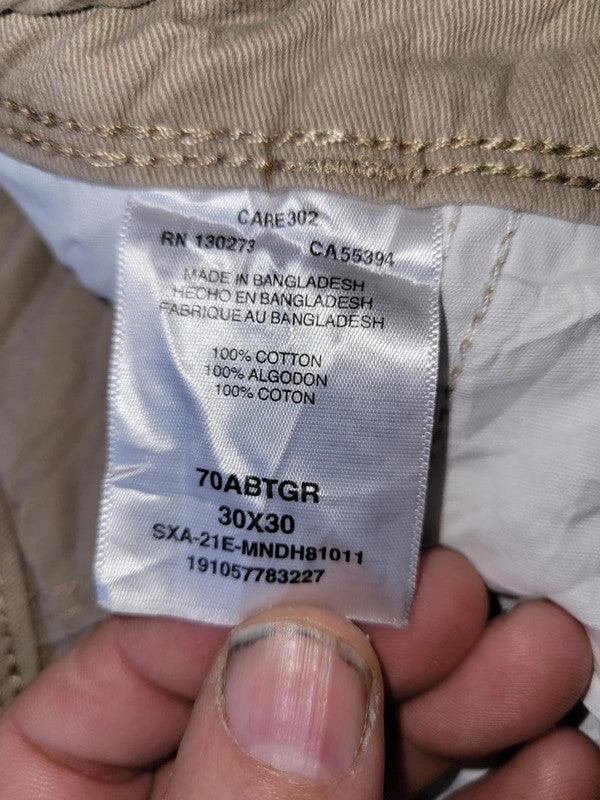 CARE302
RN 130273 CA55394
MADE IN BANGLADESH
HECHO EN BANGLADESH
FABRIQUE AU BANGLADESH
100% COTTON
100% ALGODON
100% COTON
70ABTGR
30X30
SXA-21E-MNDH81011
191057783227